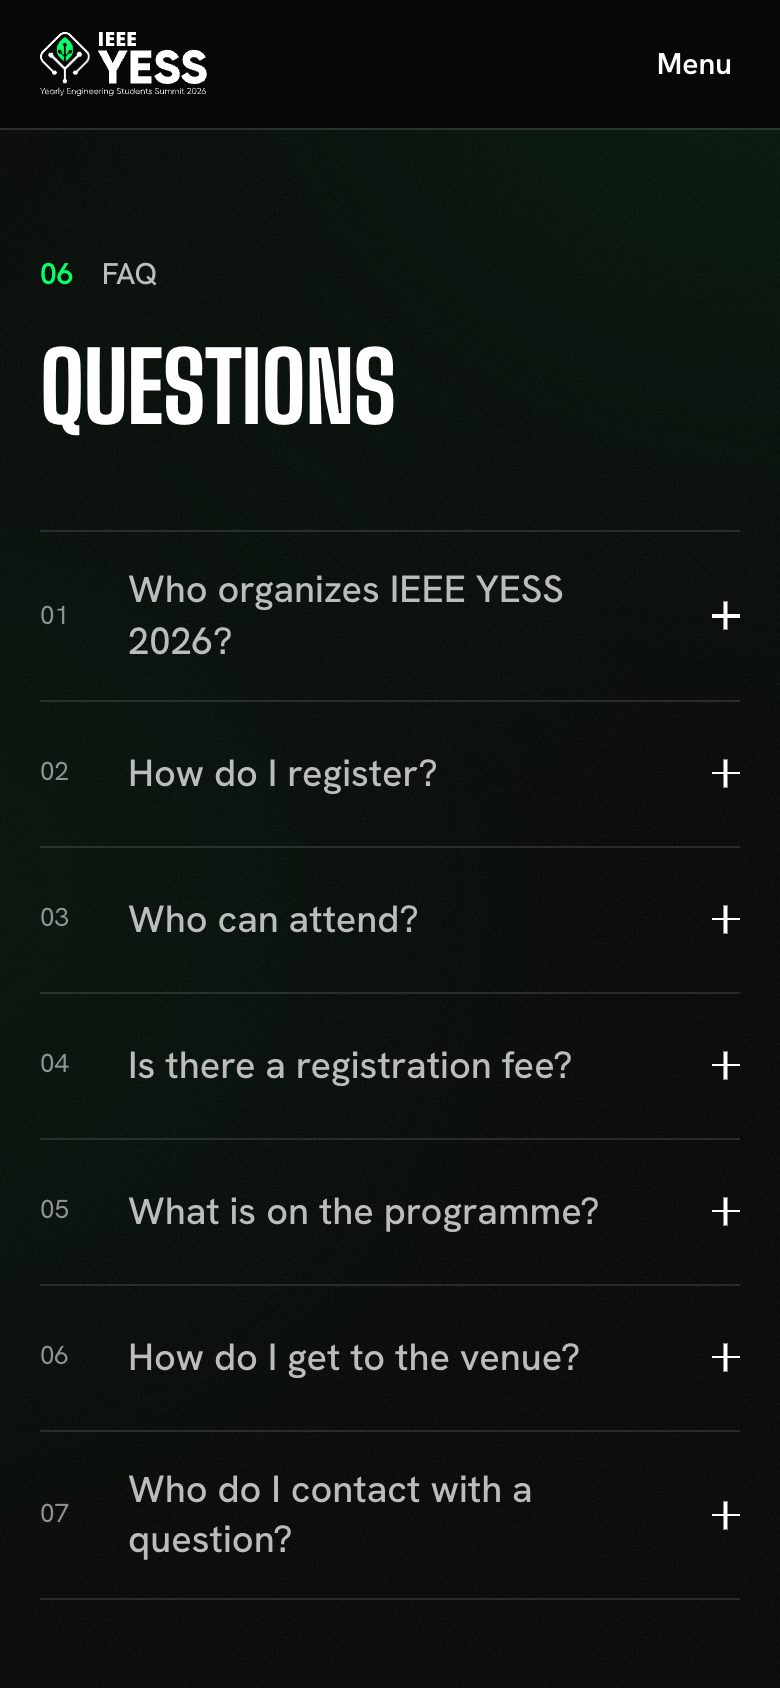 IEEE
YESS
Yearly Engineering Students Summit 2026
Menu
06 FAQ
QUESTIONS
01 Who organizes IEEE YESS
2026?
02 How do I register?
03 Who can attend?
04 Is there a registration fee?
05 What is on the programme?
06 How do I get to the venue?
07 Who do I contact with a
question?